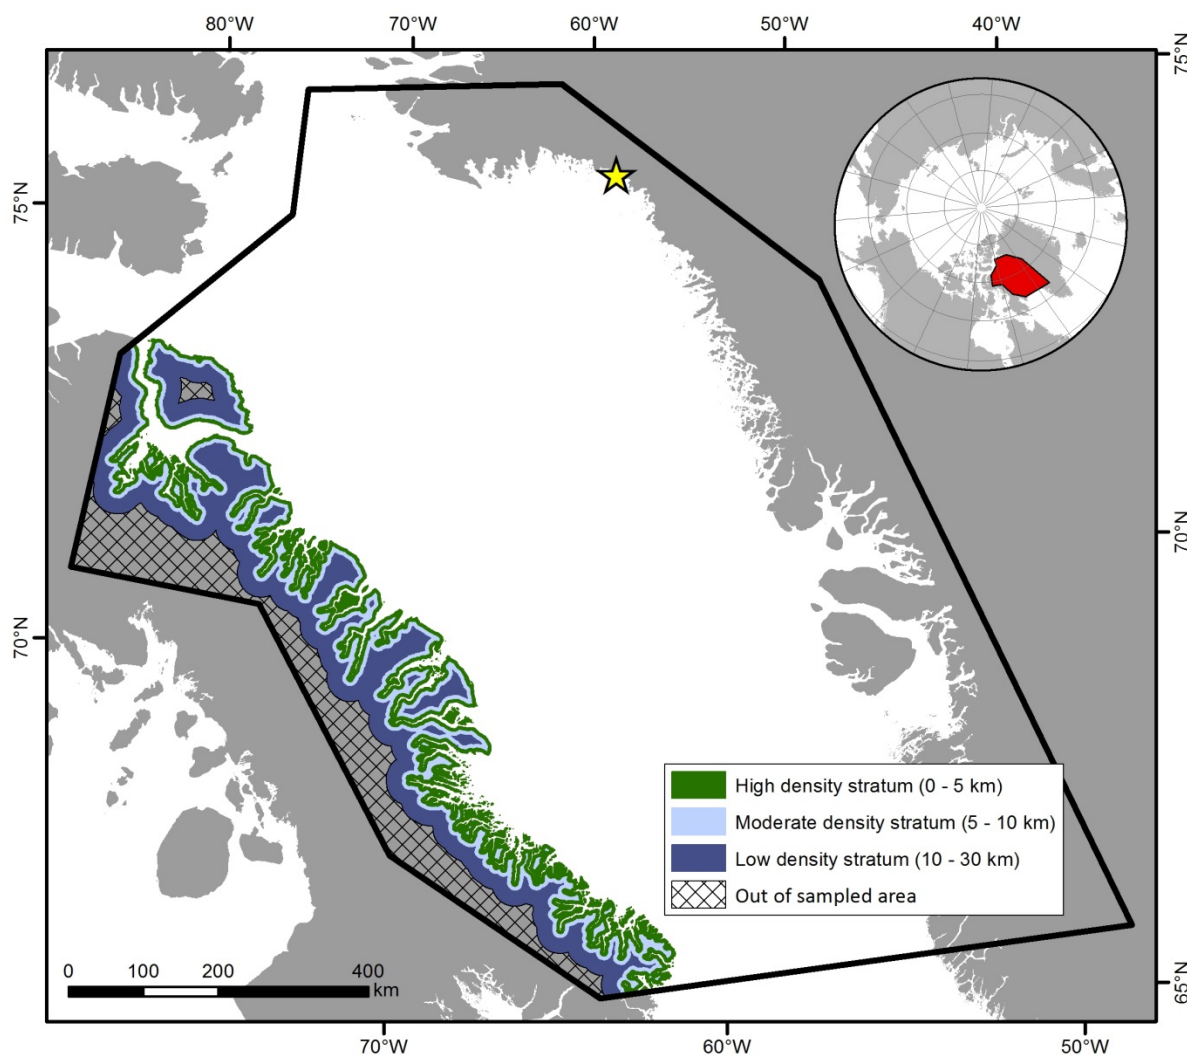 80°W 70°W 60°W 50°W 40°W
75°N
75°N
70°N
70°N
High density stratum (0 - 5 km)
Moderate density stratum (5 - 10 km)
Low density stratum (10 - 30 km)
Out of sampled area
0 100 200 400
km
65°N
70°W 60°W 50°W